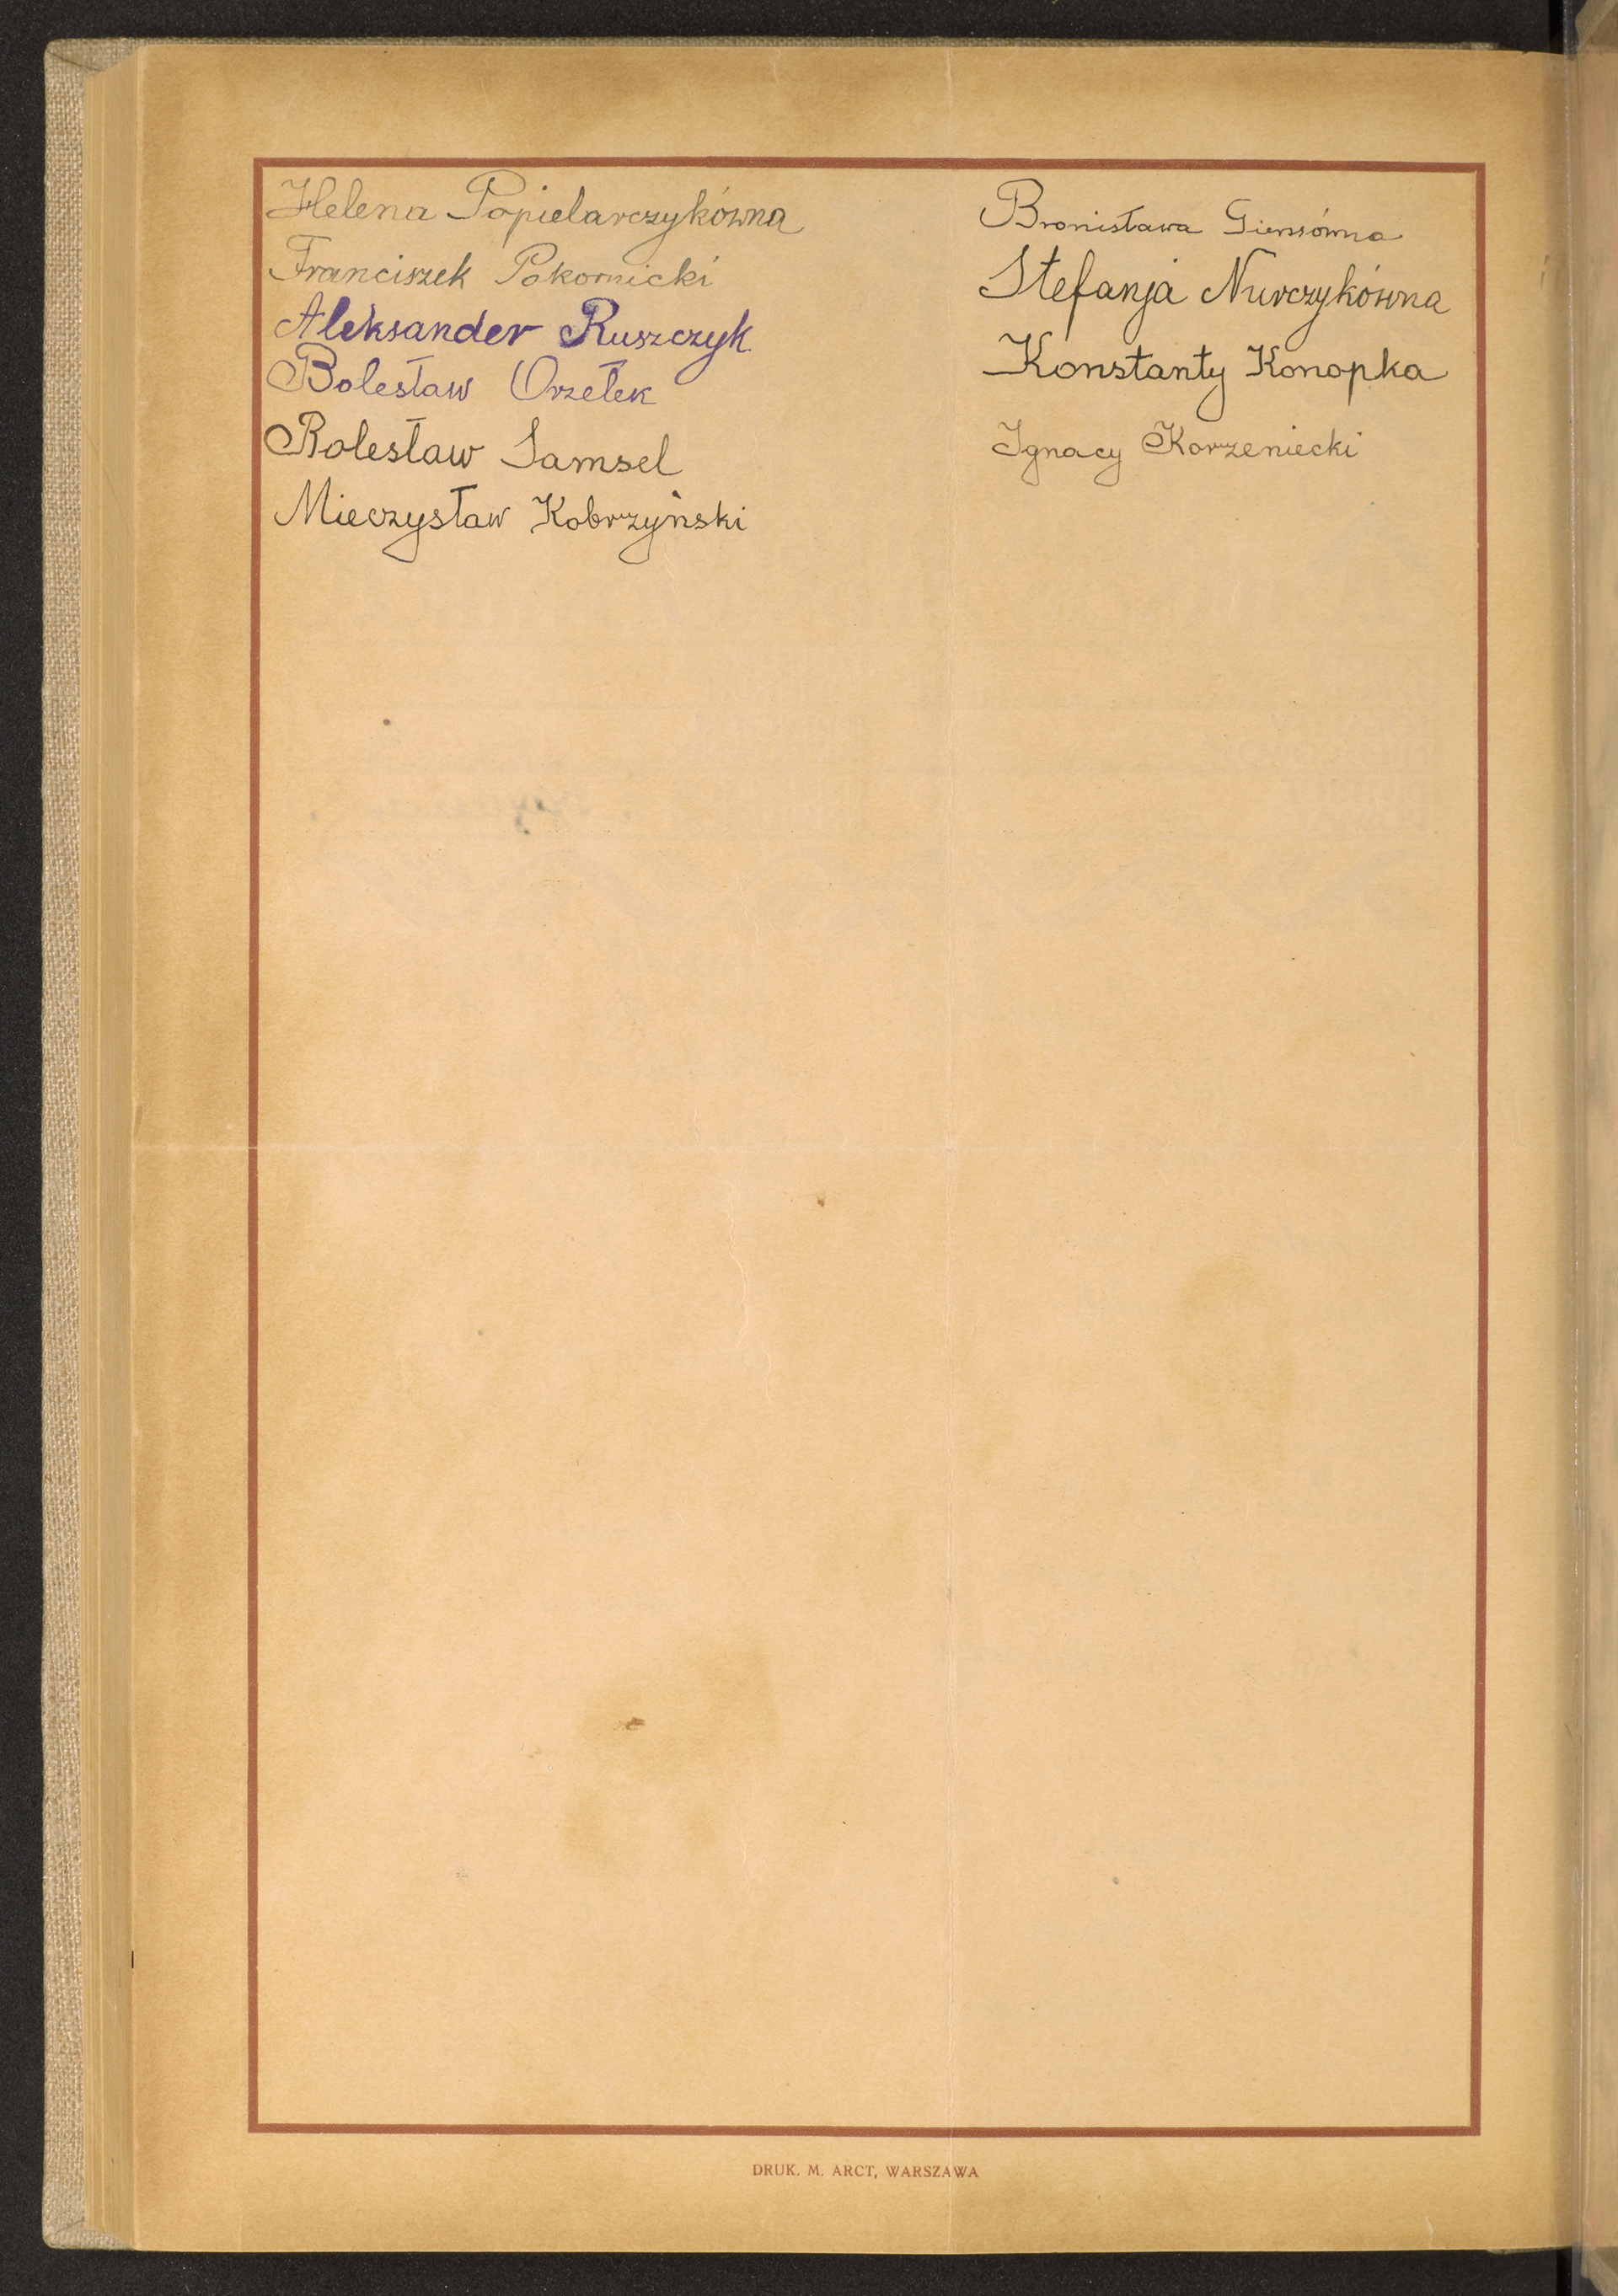 Helena Popielarczykówna
Franciszek Pokornicki
Aleksander Ruszczyk
Bolesław Orzełek
Bolesław Samsel
Mieczysław Kobrzyński
Bronisława
Stefanja Nurczykówna
Konstanty Konopka
Ignacy Korzeniecki
DRUK. M. ARCT, WARSZAWA